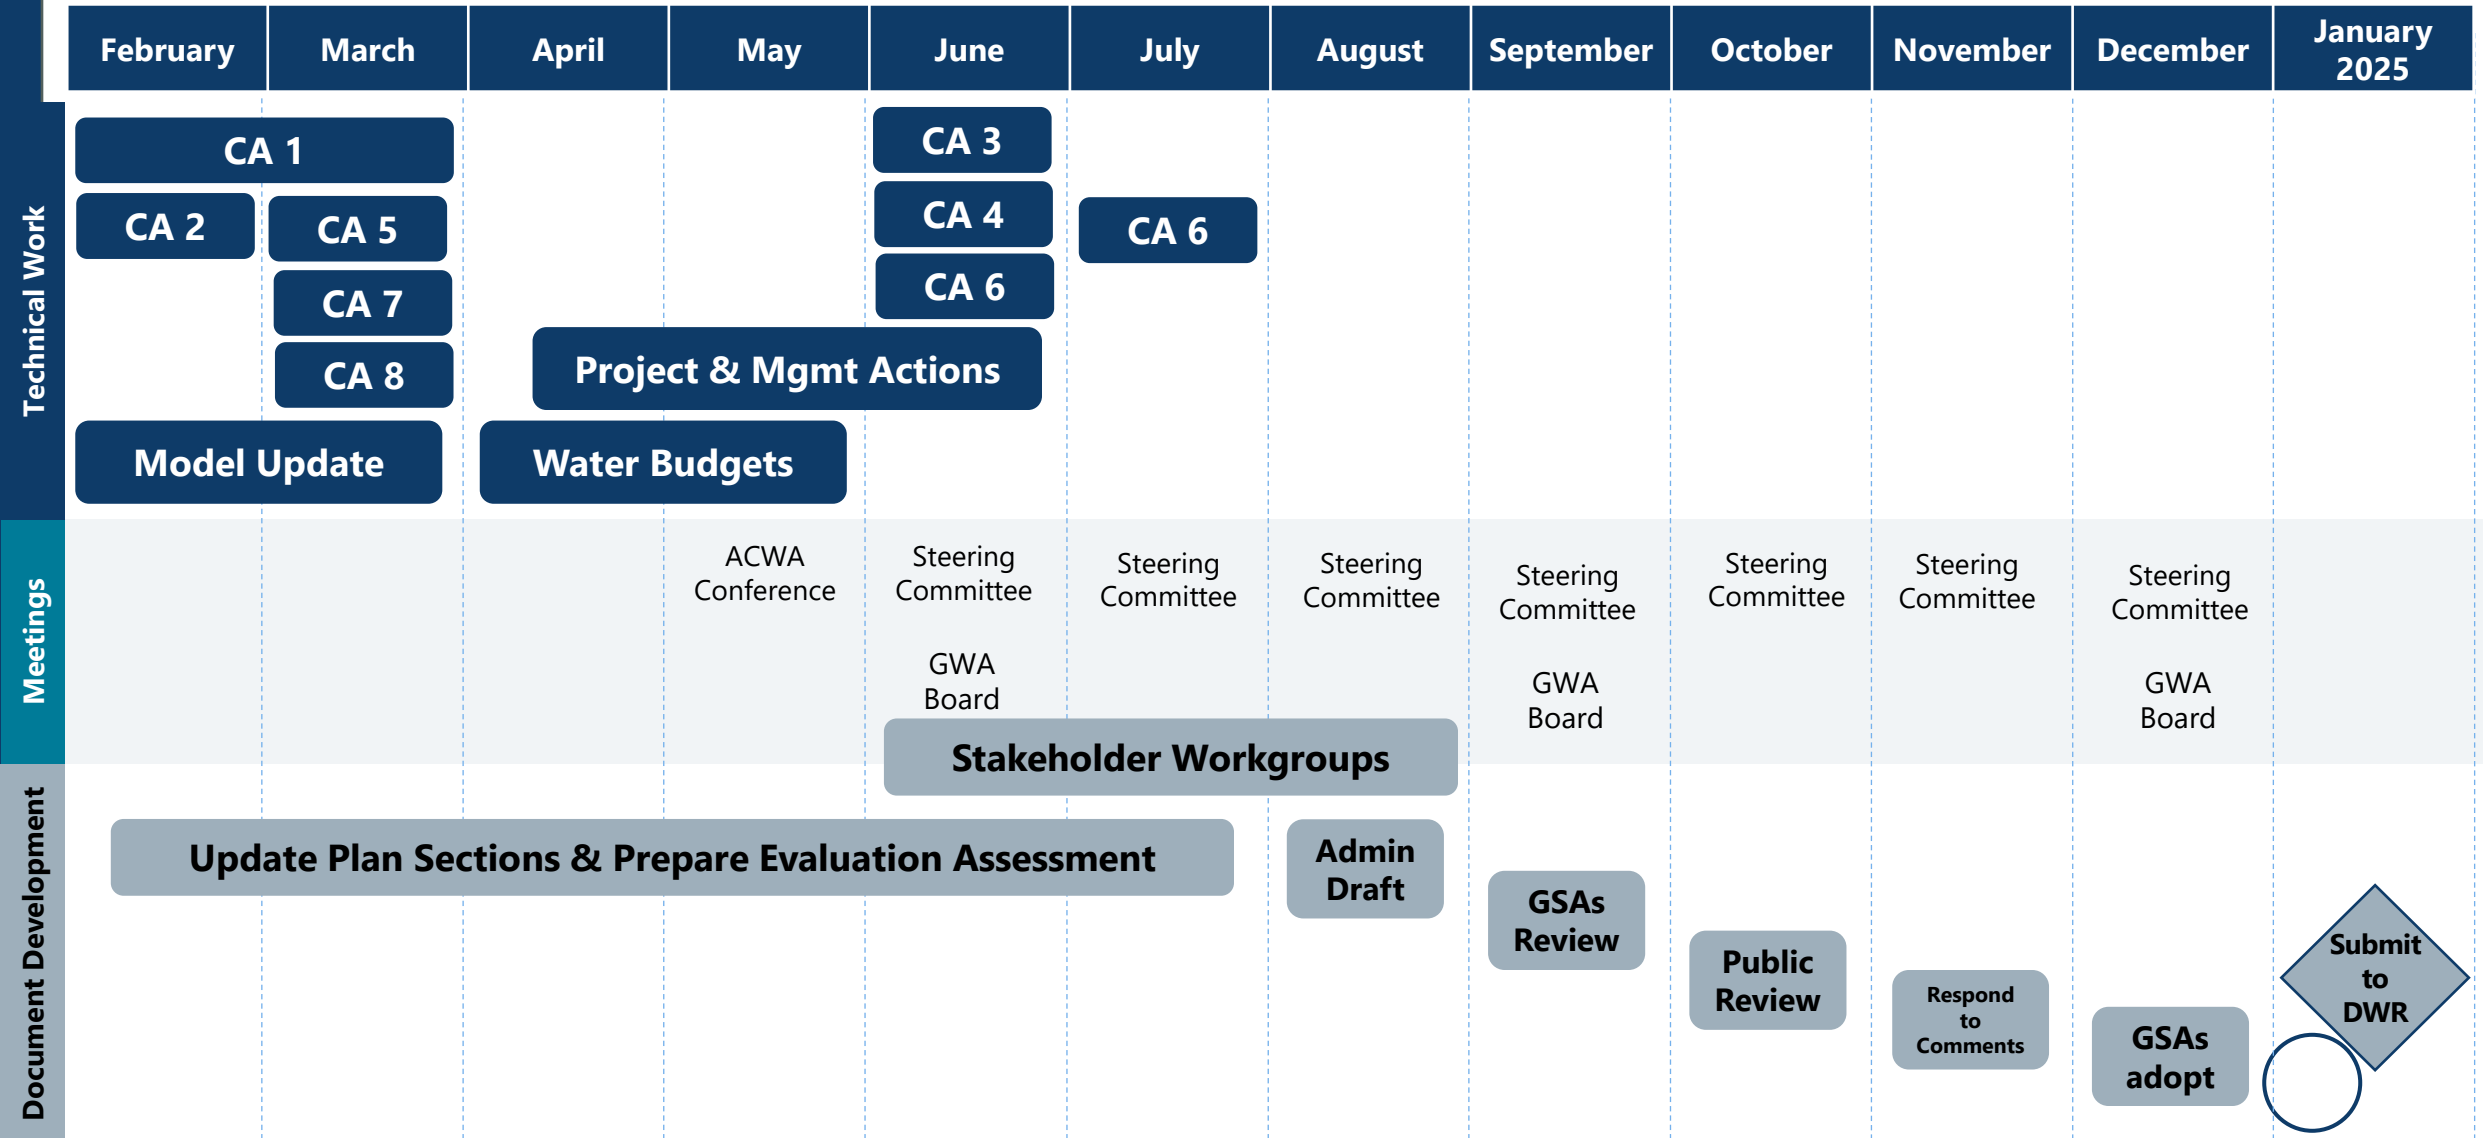 February
March
April
May
June
July
August
September
October
November
December
January
2025
Technical Work
CA 1
CA 3
CA 2
CA 5
CA 4
CA 6
CA 7
CA 6
CA 8
Project & Mgmt Actions
Model Update
Water Budgets
Meetings
ACWA
Conference
Steering
Committee
GWA
Board
Steering
Committee
Steering
Committee
Steering
Committee
GWA
Board
Steering
Committee
Steering
Committee
Steering
Committee
GWA
Board
Stakeholder Workgroups
Document Development
Update Plan Sections & Prepare Evaluation Assessment
Admin
Draft
GSAs
Review
Public
Review
Respond
to
Comments
GSAs
adopt
Submit
to
DWR